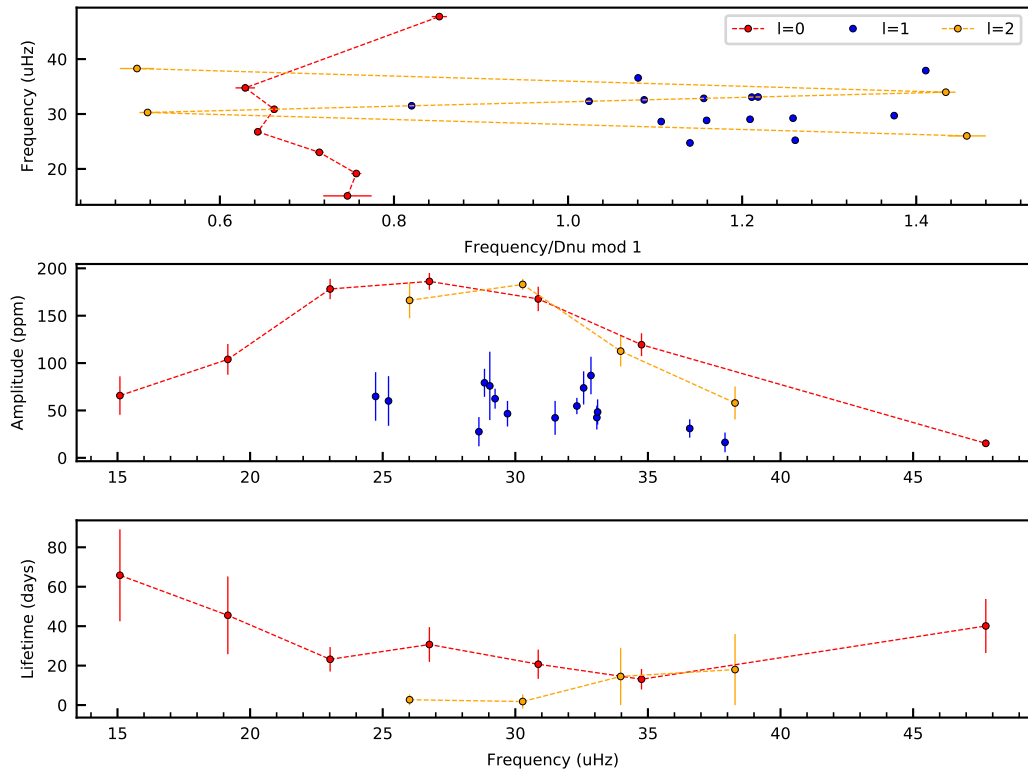 l=0 l=1 l=2
Frequency (uHz)
40
30
20
0.6 0.8 1.0 1.2 1.4
Frequency/Dnu mod 1
Amplitude (ppm)
200
150
100
50
0
15 20 25 30 35 40 45
Lifetime (days)
80
60
40
20
0
15 20 25 30 35 40 45
Frequency (uHz)